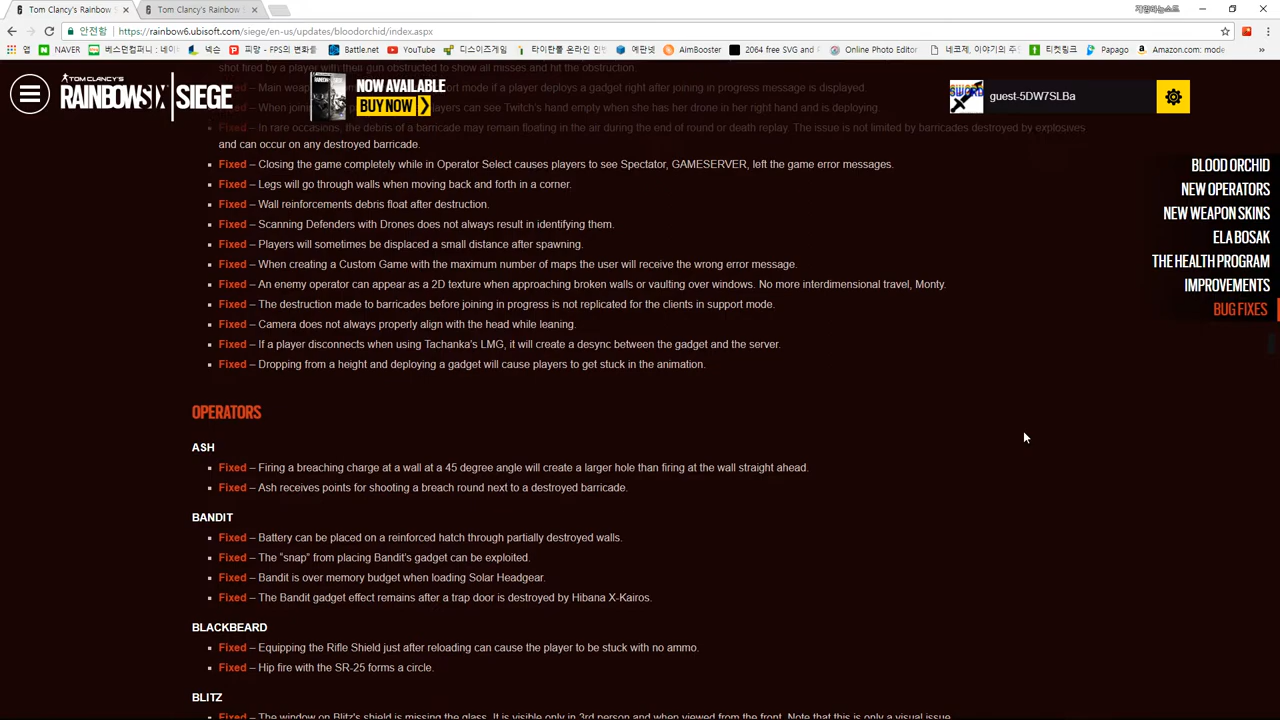 Tom Clancy's Rainbow S
Tom Clancy's Rainbow S
안전함
https://rainbow6.ubisoft.com/siege/en-us/updates/bloodorchid/index.aspx
앱
NAVER
베스던컴퍼니 : 네이
넉슨
피망 - FPS의 변화를
Battle.net
YouTube
디스이즈게임
타이탄폴 온라인 인벤
예판넷
AimBooster
2064 free SVG and P
Online Photo Editor
네코제, 이야기의 주
티켓링크
Papago
Amazon.com: mode
TOM CLANCY'S
RAINBOW SIX | SIEGE
NOW AVAILABLE
BUY NOW
guest-5DW7SLBa
BLOOD ORCHID
NEW OPERATORS
NEW WEAPON SKINS
ELA BOSAK
THE HEALTH PROGRAM
IMPROVEMENTS
BUG FIXES
shot fired by a player with their gun obstructed to show all misses and hit the obstruction.
Fixed – Main weap
ort mode if a player deploys a gadget right after joining in progress message is displayed.
Fixed – When joini
ayers can see Twitch's hand empty when she has her drone in her right hand and is deploying.
Fixed – In rare occasions, the debris of a barricade may remain floating in the air during the end of round or death replay. The issue is not limited by barricades destroyed by explosives
and can occur on any destroyed barricade.
Fixed – Closing the game completely while in Operator Select causes players to see Spectator, GAMESERVER, left the game error messages.
Fixed – Legs will go through walls when moving back and forth in a corner.
Fixed – Wall reinforcements debris float after destruction.
Fixed – Scanning Defenders with Drones does not always result in identifying them.
Fixed – Players will sometimes be displaced a small distance after spawning.
Fixed – When creating a Custom Game with the maximum number of maps the user will receive the wrong error message.
Fixed – An enemy operator can appear as a 2D texture when approaching broken walls or vaulting over windows. No more interdimensional travel, Monty.
Fixed – The destruction made to barricades before joining in progress is not replicated for the clients in support mode.
Fixed – Camera does not always properly align with the head while leaning.
Fixed – If a player disconnects when using Tachanka's LMG, it will create a desync between the gadget and the server.
Fixed – Dropping from a height and deploying a gadget will cause players to get stuck in the animation.
OPERATORS
ASH
Fixed – Firing a breaching charge at a wall at a 45 degree angle will create a larger hole than firing at the wall straight ahead.
Fixed – Ash receives points for shooting a breach round next to a destroyed barricade.
BANDIT
Fixed – Battery can be placed on a reinforced hatch through partially destroyed walls.
Fixed – The "snap" from placing Bandit's gadget can be exploited.
Fixed – Bandit is over memory budget when loading Solar Headgear.
Fixed – The Bandit gadget effect remains after a trap door is destroyed by Hibana X-Kairos.
BLACKBEARD
Fixed – Equipping the Rifle Shield just after reloading can cause the player to be stuck with no ammo.
Fixed – Hip fire with the SR-25 forms a circle.
BLITZ
Fixed – The window on Blitz's shield is missing the glass. It is visible only in 3rd person and when viewed from the front. Note that this is only a visual issue.